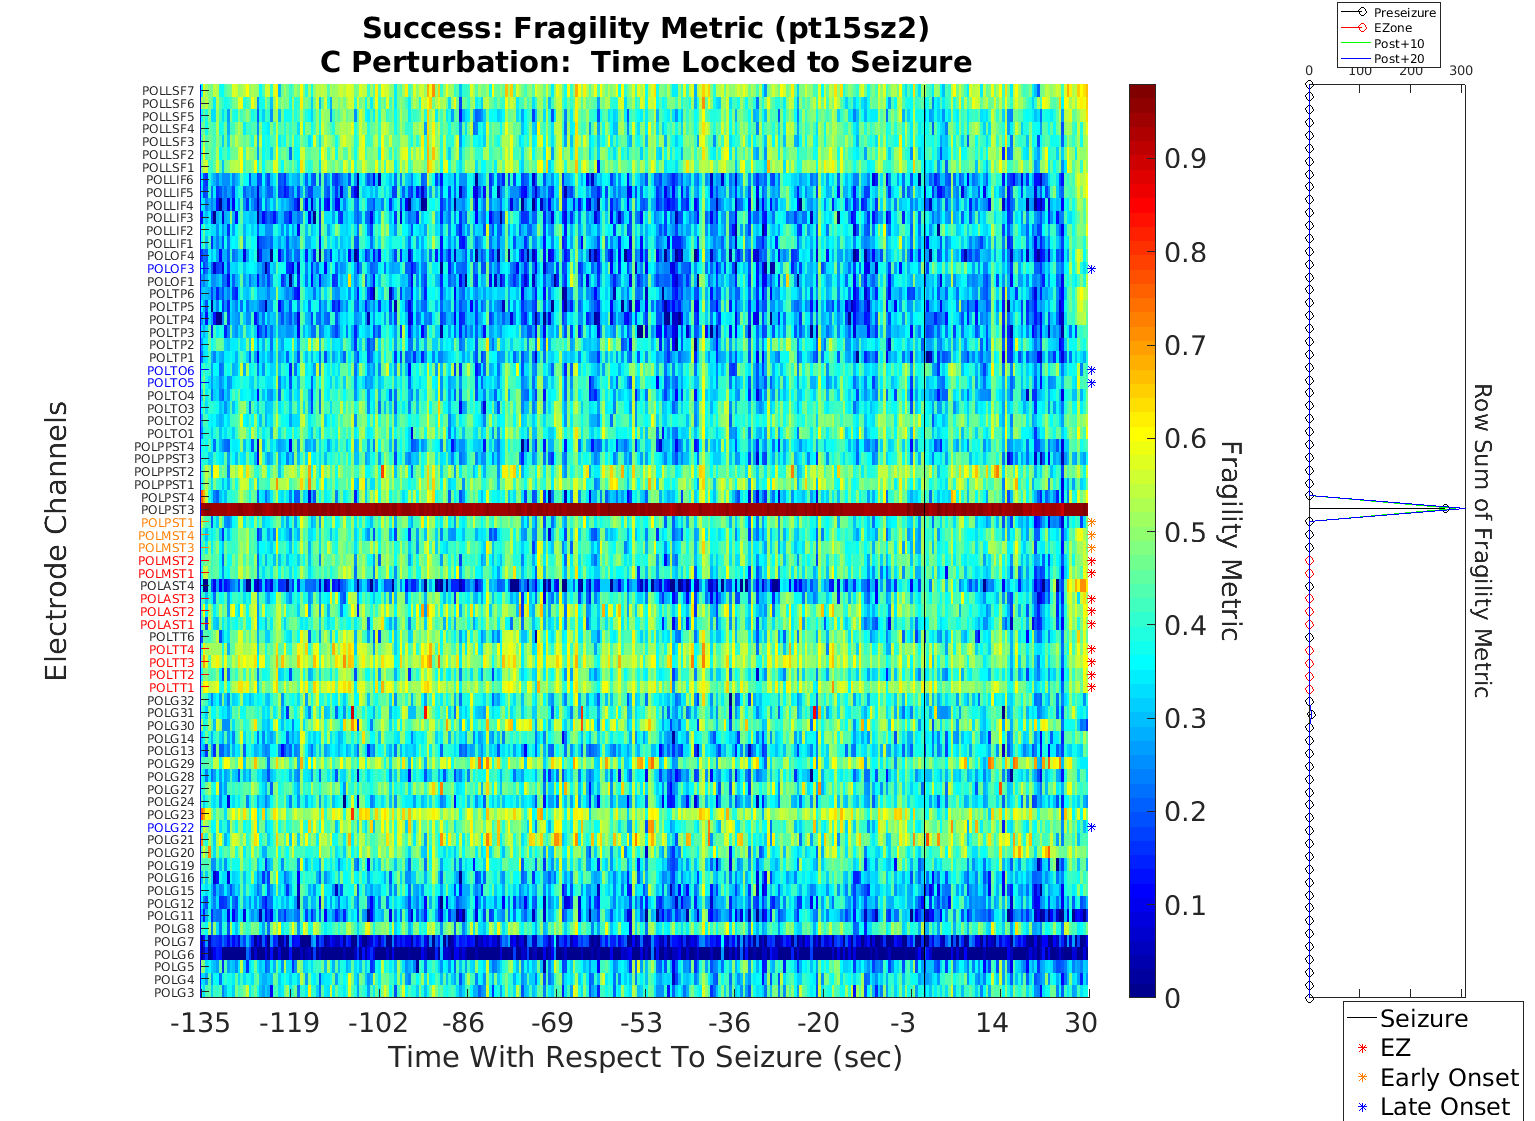 Success: Fragility Metric (pt15sz2)
C Perturbation:  Time Locked to Seizure
Electrode Channels
POLLSF7
POLLSF6
POLLSF5
POLLSF4
POLLSF3
POLLSF2
POLLSF1
POLLIF6
POLLIF5
POLLIF4
POLLIF3
POLLIF2
POLLIF1
POLOF4
POLOF3
POLOF1
POLTP6
POLTP5
POLTP4
POLTP3
POLTP2
POLTP1
POLTO6
POLTO5
POLTO4
POLTO3
POLTO2
POLTO1
POLPPST4
POLPPST3
POLPPST2
POLPPST1
POLPST4
POLPST3
POLPST1
POLMST4
POLMST3
POLMST2
POLMST1
POLAST4
POLAST3
POLAST2
POLAST1
POLTT6
POLTT4
POLTT3
POLTT2
POLTT1
POLG32
POLG31
POLG30
POLG14
POLG13
POLG29
POLG28
POLG27
POLG24
POLG23
POLG22
POLG21
POLG20
POLG19
POLG16
POLG15
POLG12
POLG11
POLG8
POLG7
POLG6
POLG5
POLG4
POLG3
-135 -119 -102 -86 -69 -53 -36 -20 -3 14 30
Time With Respect To Seizure (sec)
0.9
0.8
0.7
0.6
0.5
0.4
0.3
0.2
0.1
0
Fragility Metric
Preseizure
EZone
Post+10
Post+20
0 100 200 300
Row Sum of Fragility Metric
Seizure
EZ
Early Onset
Late Onset